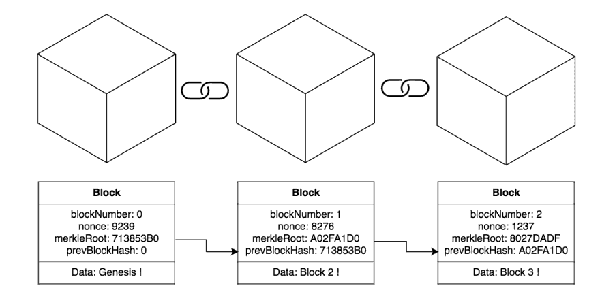 Block
blockNumber: 0
nonce: 9239
merkleRoot: 713853B0
prevBlockHash: 0
Data: Genesis !
Block
blockNumber: 1
nonce: 8276
merkleRoot: A02FA1D0
prevBlockHash: 713853B0
Data: Block 2 !
Block
blockNumber: 2
nonce: 1237
merkleRoot: 8027DADF
prevBlockHash: A02FA1D0
Data: Block 3 !